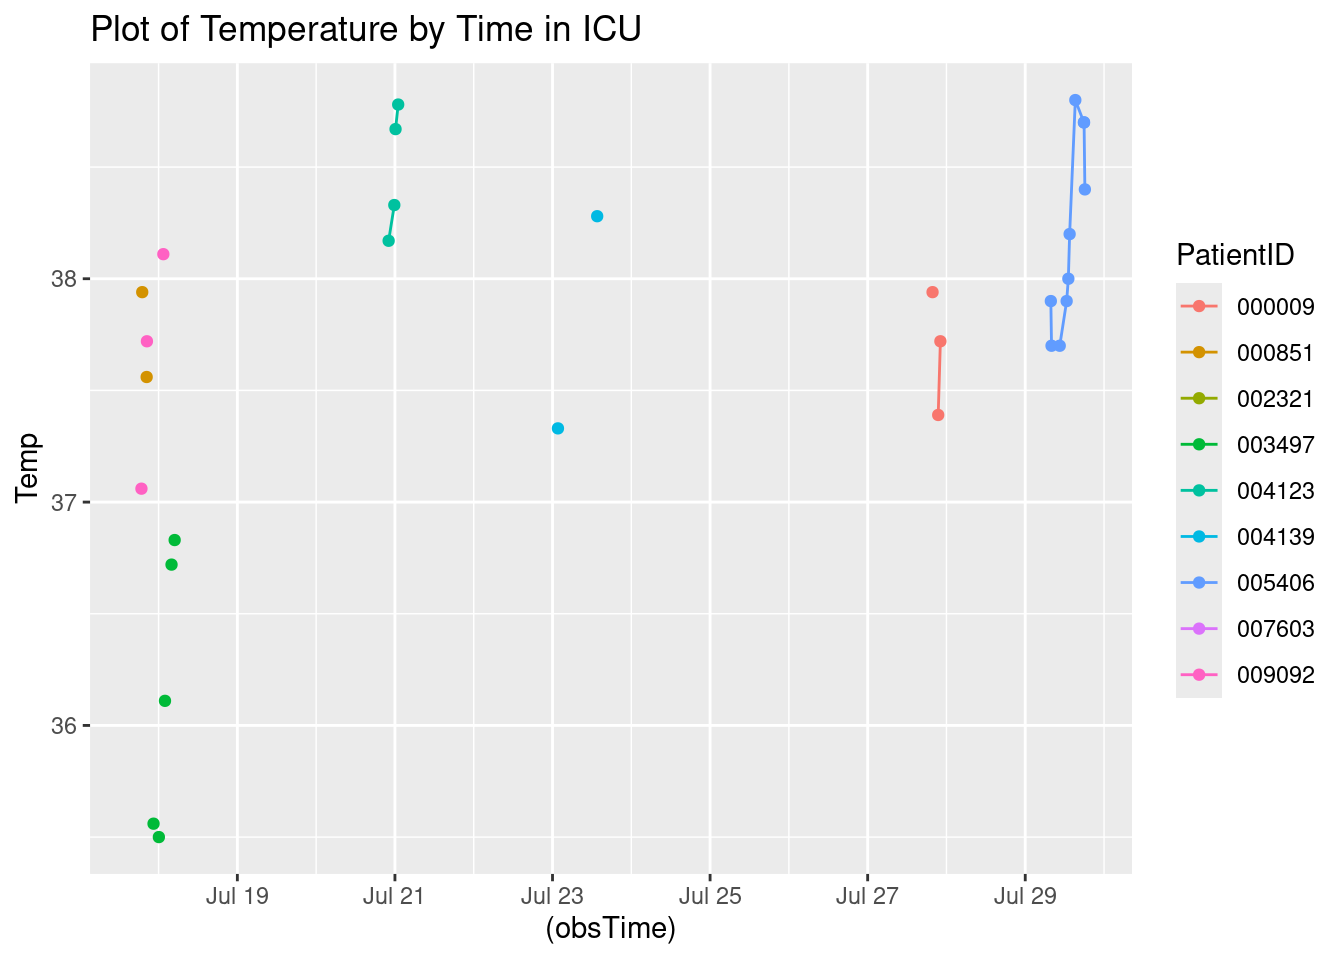 Plot of Temperature by Time in ICU
Temp
38
37
36
Jul 19
Jul 21
Jul 23
Jul 25
Jul 27
Jul 29
(obsTime)
PatientID
000009
000851
002321
003497
004123
004139
005406
007603
009092